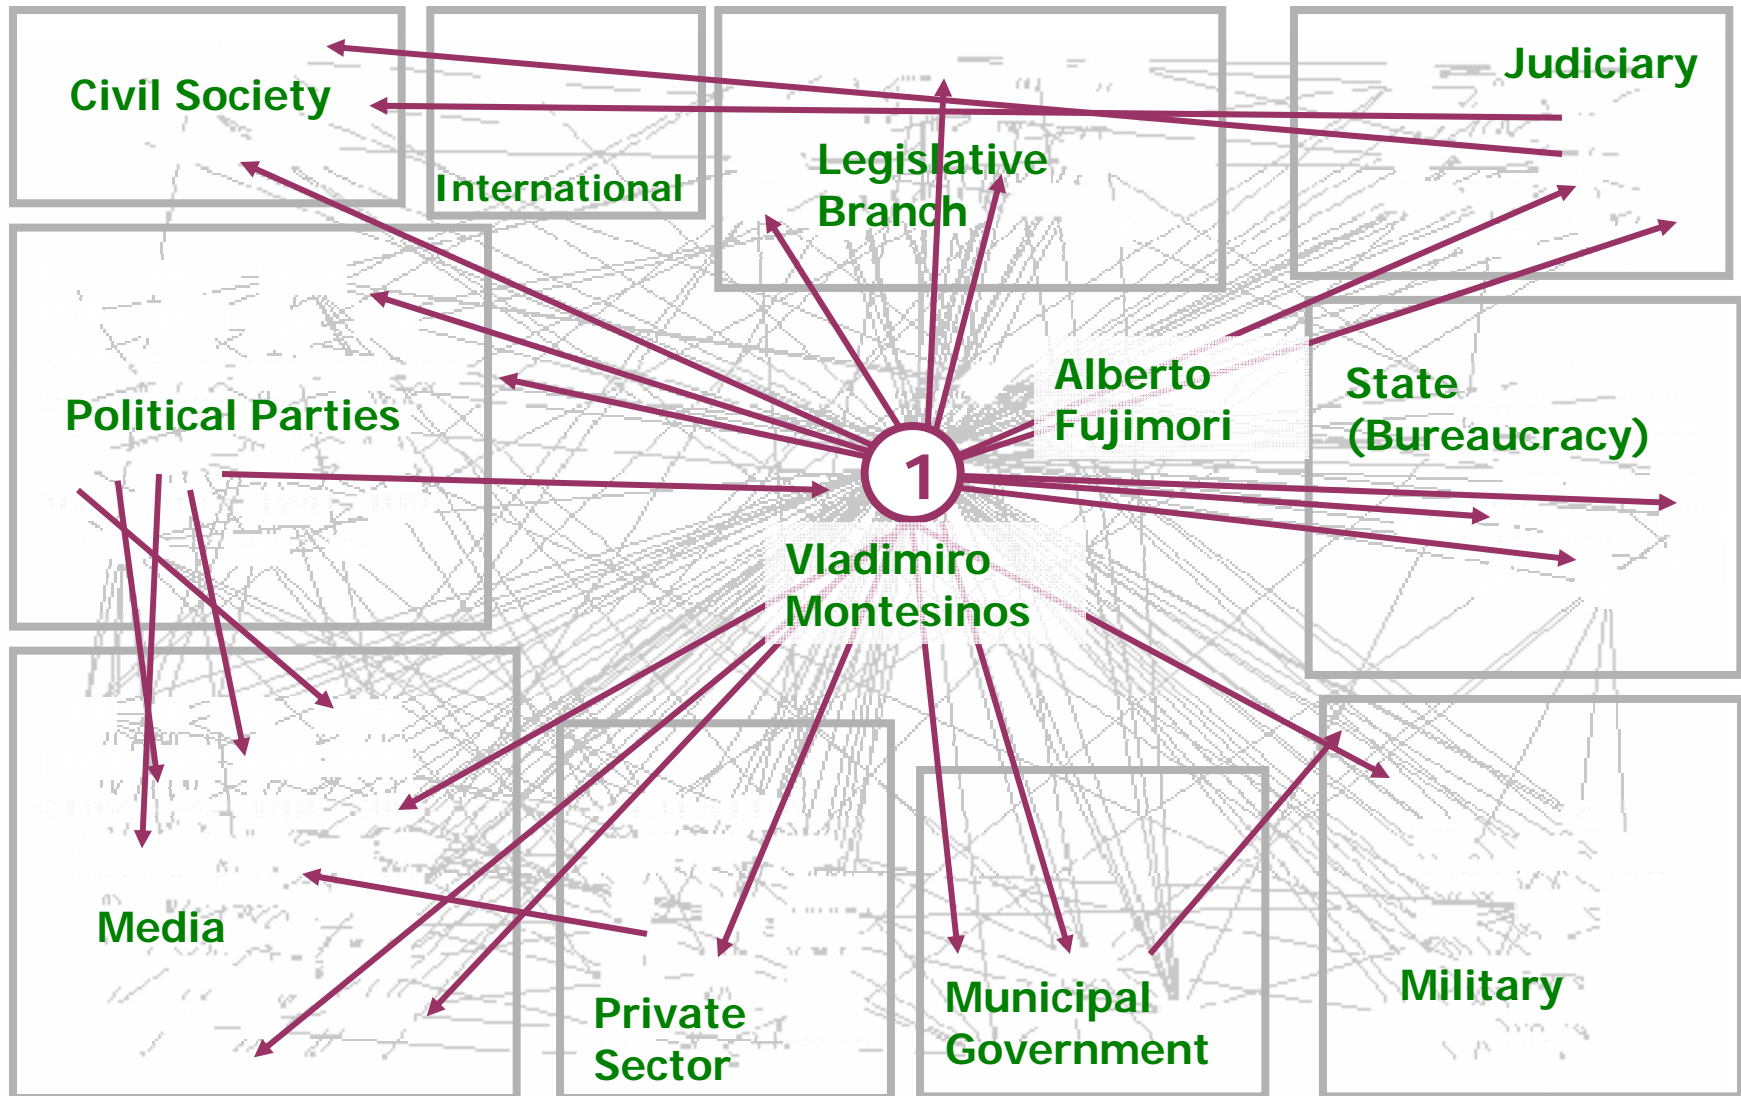 Civil Society
International
Legislative
Branch
Judiciary
Political Parties
Alberto
Fujimori
State
(Bureaucracy)
1
Vladimiro
Montesinos
Media
Private
Sector
Municipal
Government
Military